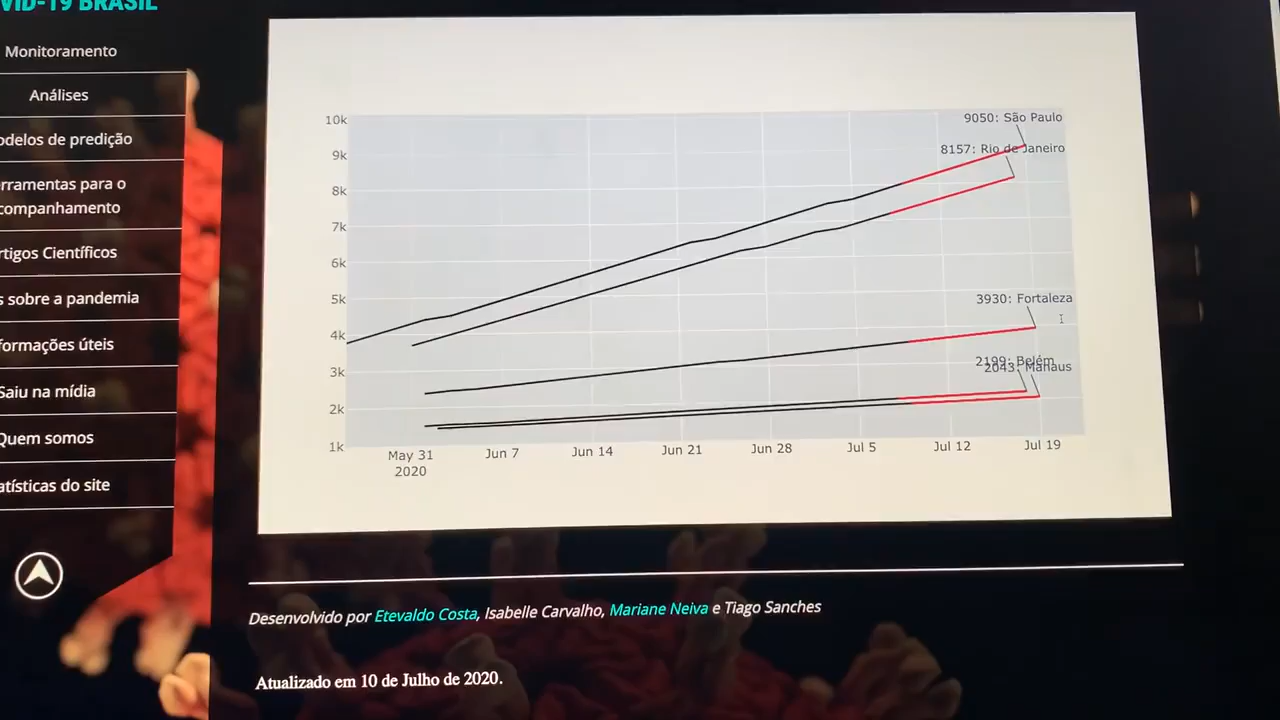 VID-19 BRASIL
Monitoramento
Análises
odelos de predição
erramentas para o
companhamento
rtigos Científicos
s sobre a pandemia
formações úteis
Saiu na mídia
Quem somos
atísticas do site
10k
9k
8k
7k
6k
5k
4k
3k
2k
1k
9050: São Paulo
8157: Rio de Janeiro
3930: Fortaleza
2199: Belém
2043: Manaus
May 31
2020
Jun 7
Jun 14
Jun 21
Jun 28
Jul 5
Jul 12
Jul 19
Desenvolvido por Etevaldo Costa, Isabelle Carvalho, Mariane Neiva e Tiago Sanches
Atualizado em 10 de Julho de 2020.